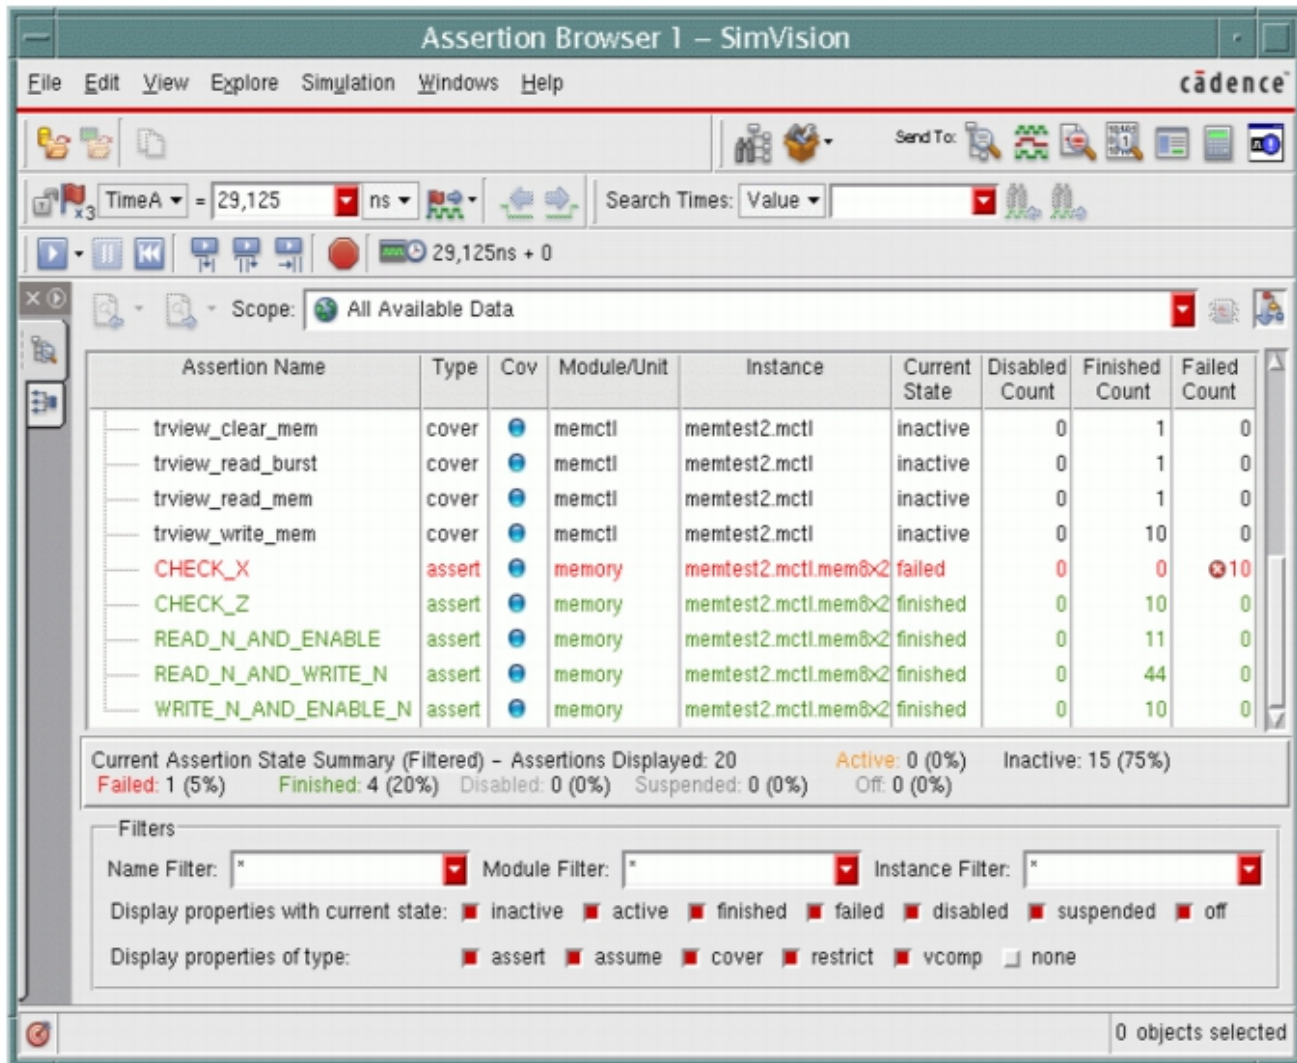 Assertion Browser 1 – SimVision
File Edit View Explore Simulation Windows Help cādence
Send To:
x3 TimeA = 29,125 ns Search Times: Value
29,125ns + 0
Scope: All Available Data
Assertion Name Type Cov Module/Unit Instance Current State Disabled Count Finished Count Failed Count
trview_clear_mem cover memctl memtest2.mctl inactive 0 1 0
trview_read_burst cover memctl memtest2.mctl inactive 0 1 0
trview_read_mem cover memctl memtest2.mctl inactive 0 1 0
trview_write_mem cover memctl memtest2.mctl inactive 0 10 0
CHECK_X assert memory memtest2.mctl.mem8x2 failed 0 0 10
CHECK_Z assert memory memtest2.mctl.mem8x2 finished 0 10 0
READ_N_AND_ENABLE assert memory memtest2.mctl.mem8x2 finished 0 11 0
READ_N_AND_WRITE_N assert memory memtest2.mctl.mem8x2 finished 0 44 0
WRITE_N_AND_ENABLE_N assert memory memtest2.mctl.mem8x2 finished 0 10 0
Current Assertion State Summary (Filtered) – Assertions Displayed: 20 Active: 0 (0%) Inactive: 15 (75%)
Failed: 1 (5%) Finished: 4 (20%) Disabled: 0 (0%) Suspended: 0 (0%) Off: 0 (0%)
Filters
Name Filter: * Module Filter: * Instance Filter: *
Display properties with current state: inactive active finished failed disabled suspended off
Display properties of type: assert assume cover restrict vcomp none
0 objects selected